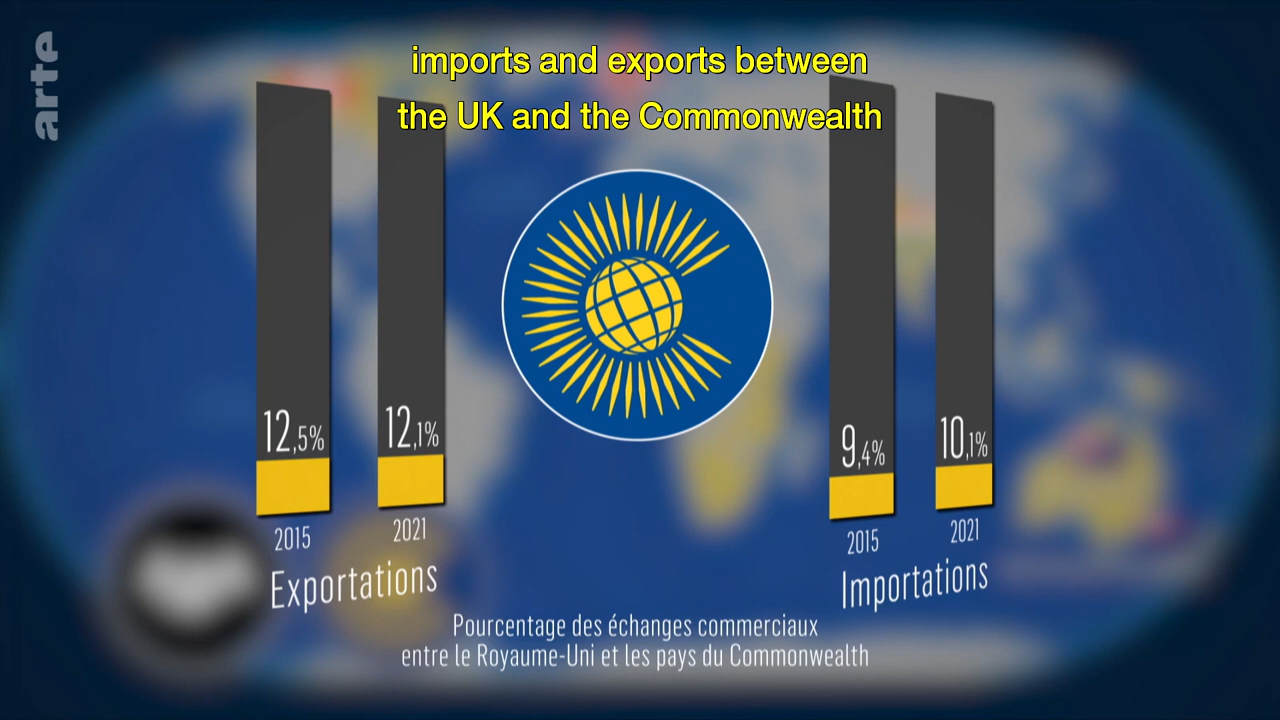 arte
imports and exports between
the UK and the Commonwealth
12,5%
12,1%
9,4%
10,1%
2015
2021
2015
2021
Exportations
Importations
Pourcentage des échanges commerciaux
entre le Royaume-Uni et les pays du Commonwealth